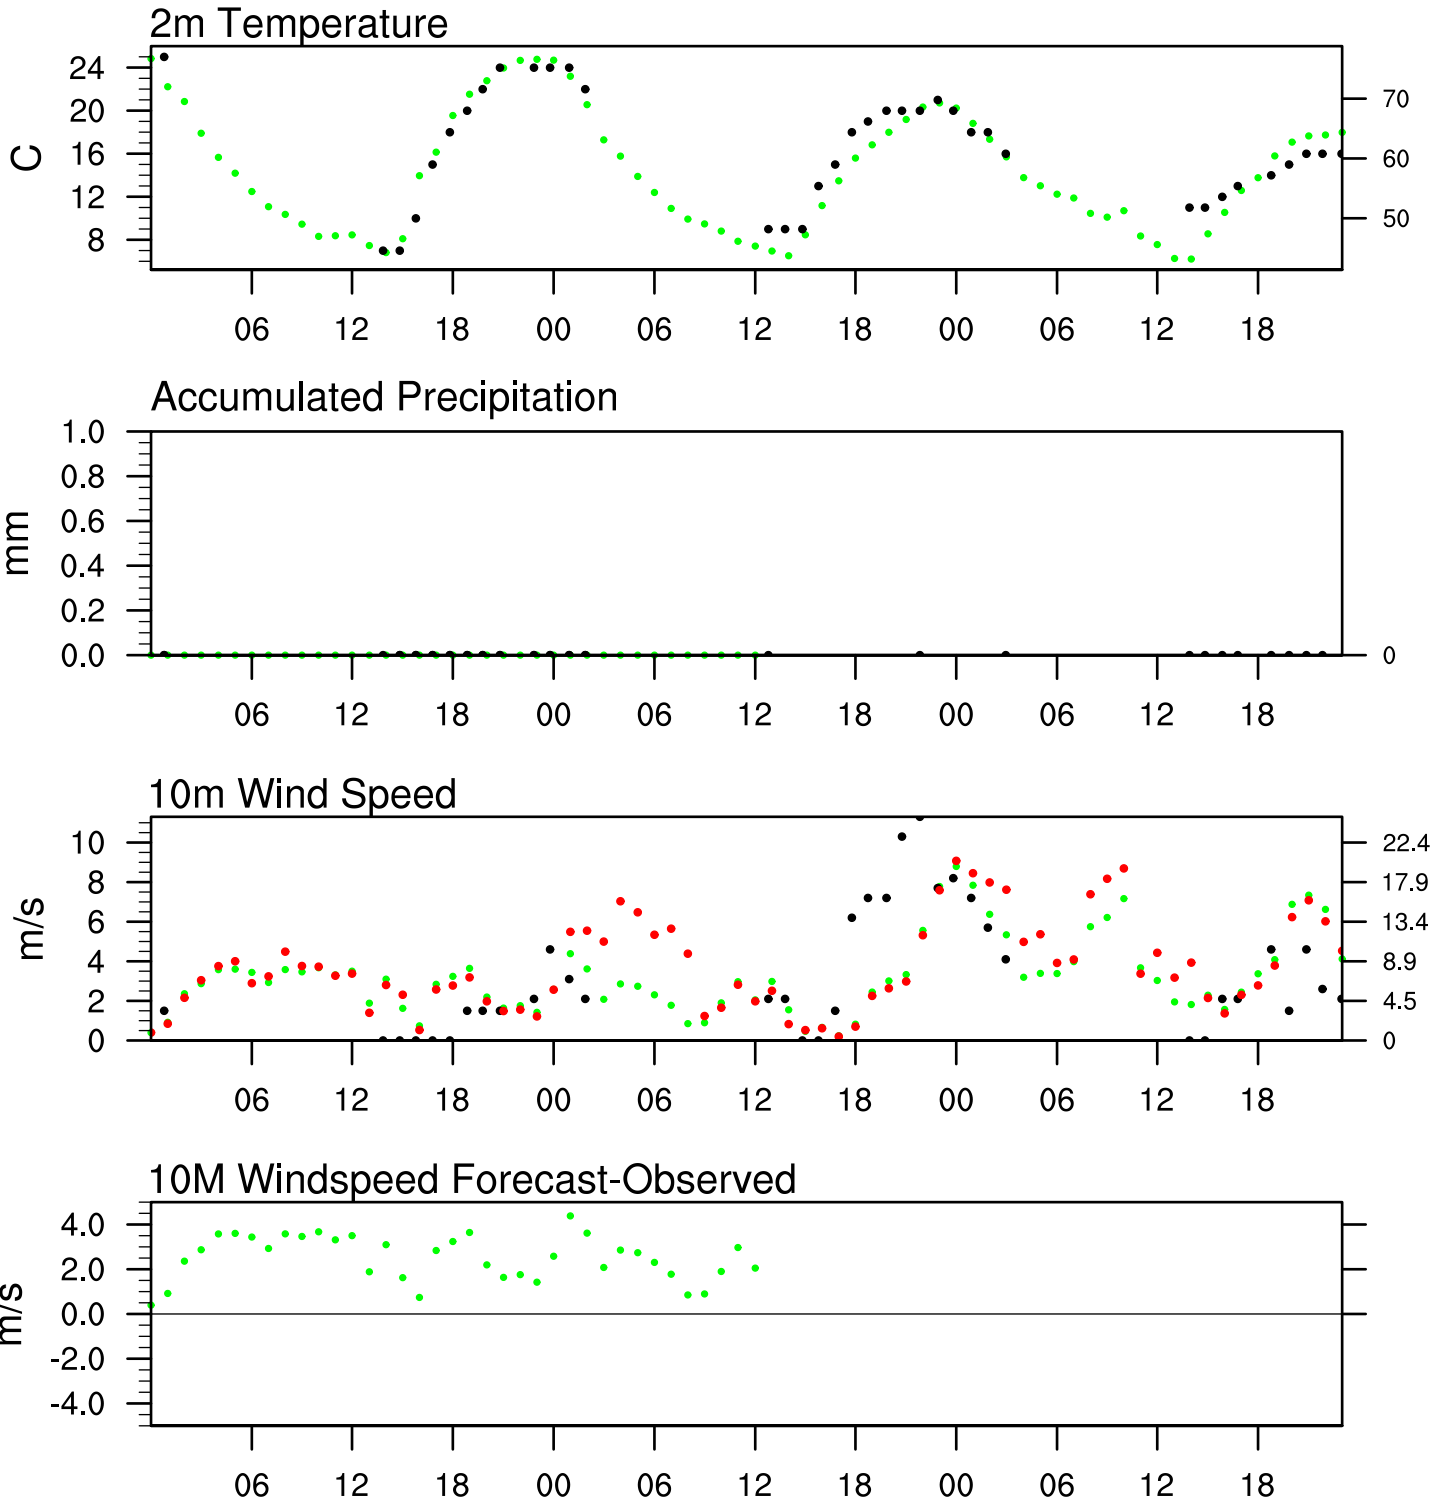 2m Temperature
24
20
16
12
8
C
70
60
50
06 12 18 00 06 12 18 00 06 12 18
Accumulated Precipitation
1.0
0.8
0.6
0.4
0.2
0.0
mm
0
06 12 18 00 06 12 18 00 06 12 18
10m Wind Speed
10
8
6
4
2
0
m/s
22.4
17.9
13.4
8.9
4.5
0
06 12 18 00 06 12 18 00 06 12 18
10M Windspeed Forecast-Observed
4.0
2.0
0.0
-2.0
-4.0
m/s
06 12 18 00 06 12 18 00 06 12 18